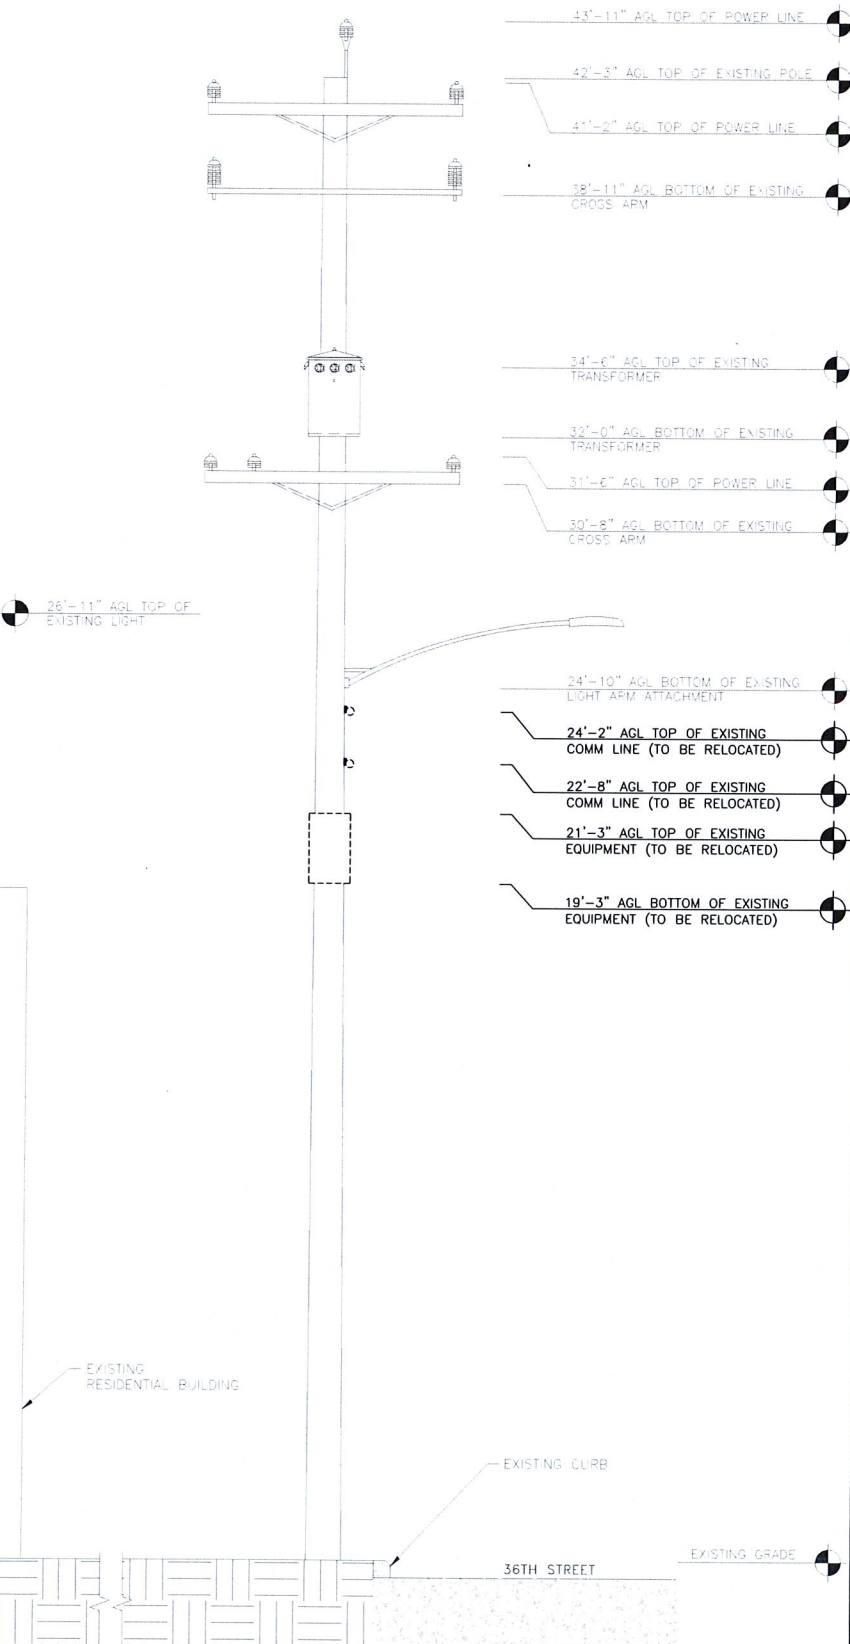 43'-11" AGL TOP OF POWER LINE
42'-3" AGL TOP OF EXISTING POLE
41'-2" AGL TOP OF POWER LINE
38'-11" AGL BOTTOM OF EXISTING
CROSS ARM
34'-6" AGL TOP OF EXISTING
TRANSFORMER
32'-0" AGL BOTTOM OF EXISTING
TRANSFORMER
31'-6" AGL TOP OF POWER LINE
30'-8" AGL BOTTOM OF EXISTING
CROSS ARM
26'-11" AGL TOP OF
EXISTING LIGHT
24'-10" AGL BOTTOM OF EXISTING
LIGHT ARM ATTACHMENT
24'-2" AGL TOP OF EXISTING
COMM LINE (TO BE RELOCATED)
22'-8" AGL TOP OF EXISTING
COMM LINE (TO BE RELOCATED)
21'-3" AGL TOP OF EXISTING
EQUIPMENT (TO BE RELOCATED)
19'-3" AGL BOTTOM OF EXISTING
EQUIPMENT (TO BE RELOCATED)
EXISTING
RESIDENTIAL BUILDING
EXISTING CURB
EXISTING GRADE
36TH STREET